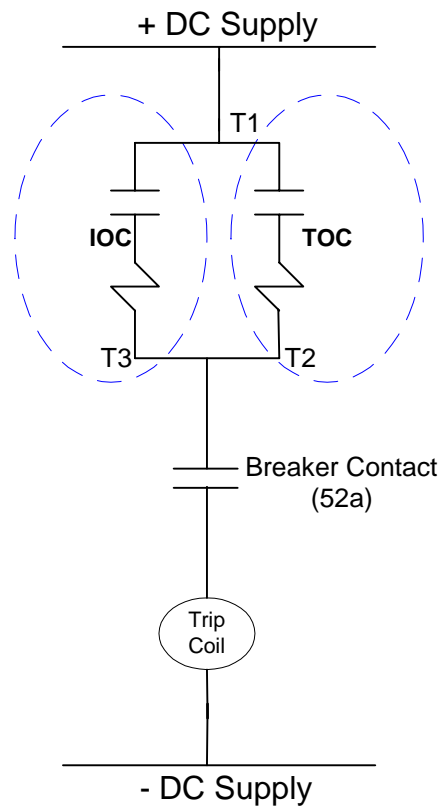 + DC Supply
T1
IOC
TOC
T3
T2
Breaker Contact
(52a)
Trip
Coil
- DC Supply